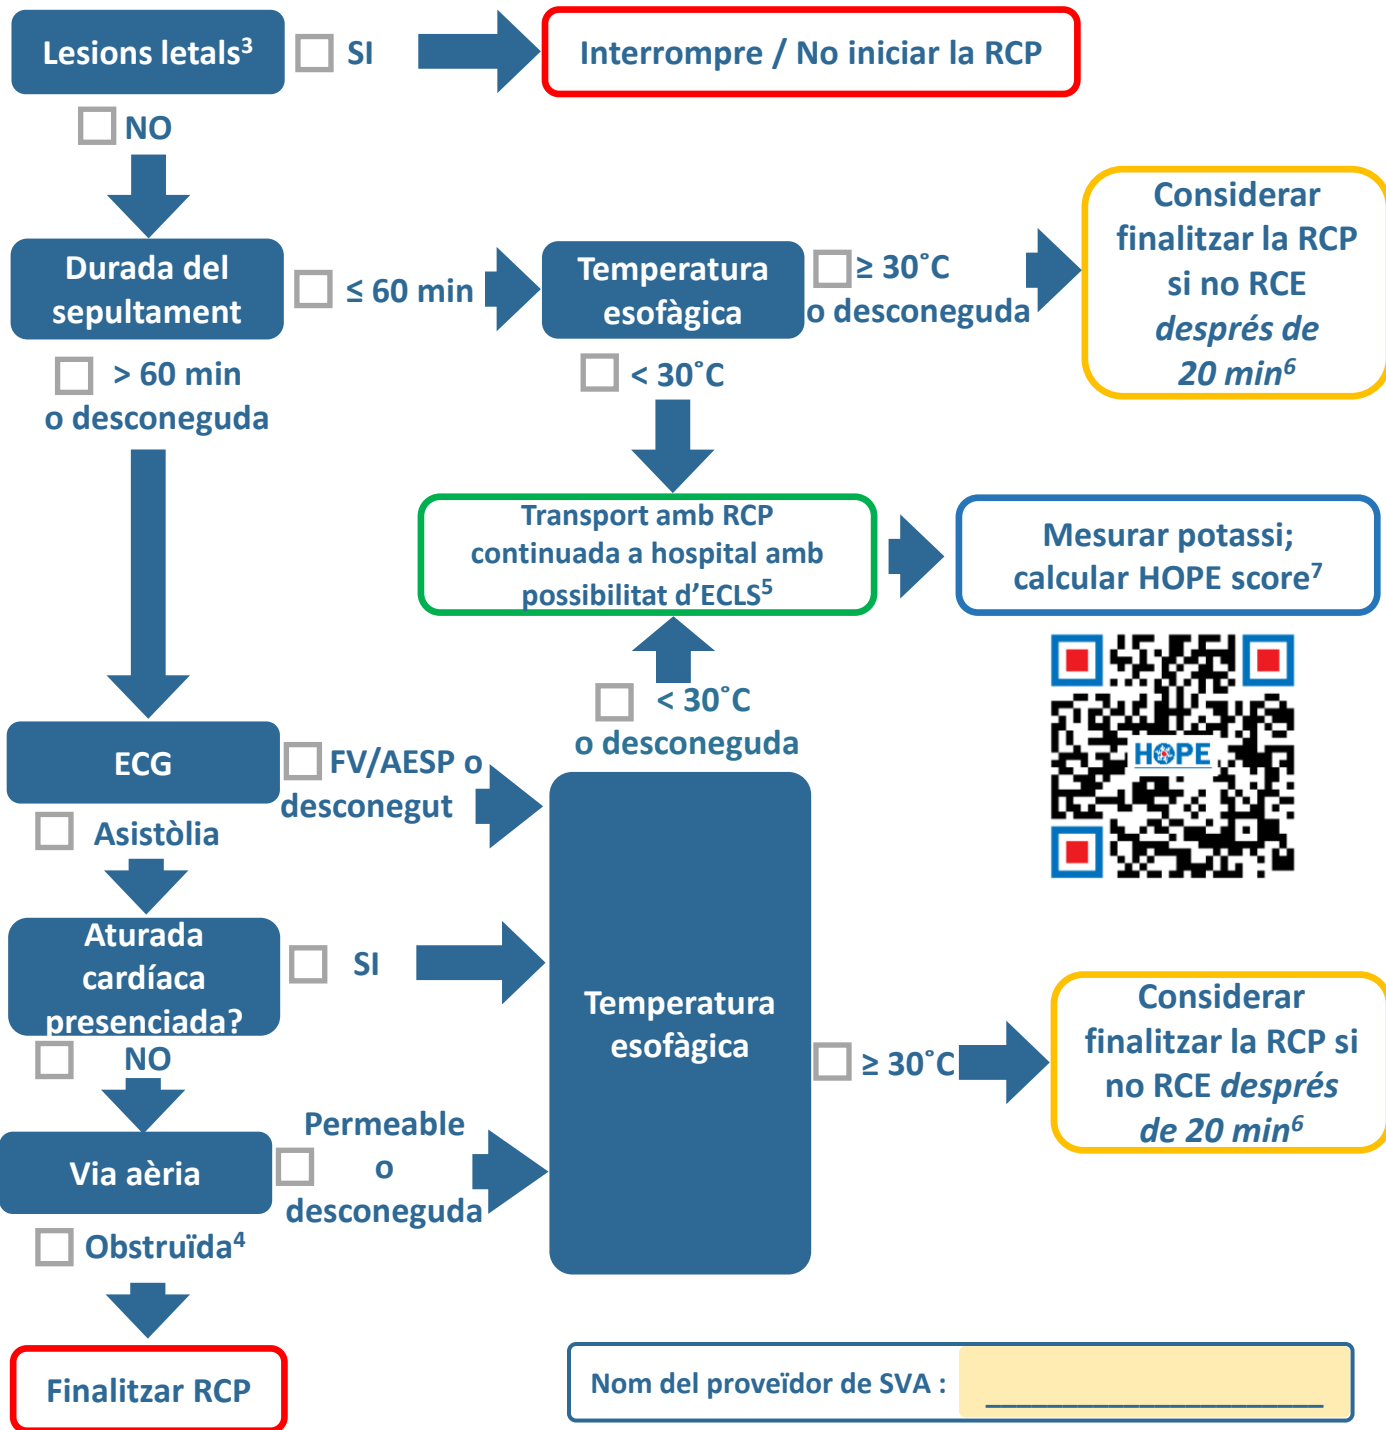 Lesions letals³
SI
Interrompre / No iniciar la RCP
NO
Durada del
sepultament
≤ 60 min
Temperatura
esofàgica
≥ 30˚C
o desconeguda
Considerar
finalitzar la RCP
si no RCE
després de
20 min⁶
> 60 min
o desconeguda
< 30˚C
Transport amb RCP
continuada a hospital amb
possibilitat d’ECLS⁵
Mesurar potassi;
calcular HOPE score⁷
HOPE
< 30˚C
o desconeguda
ECG
FV/AESP o
desconegut
Asistòlia
Aturada
cardíaca
presenciada?
SI
NO
Temperatura
esofàgica
≥ 30˚C
Considerar
finalitzar la RCP si
no RCE després
de 20 min⁶
Via aèria
Permeable
o
desconeguda
Obstruïda⁴
Finalitzar RCP
Nom del proveïdor de SVA : ______________________